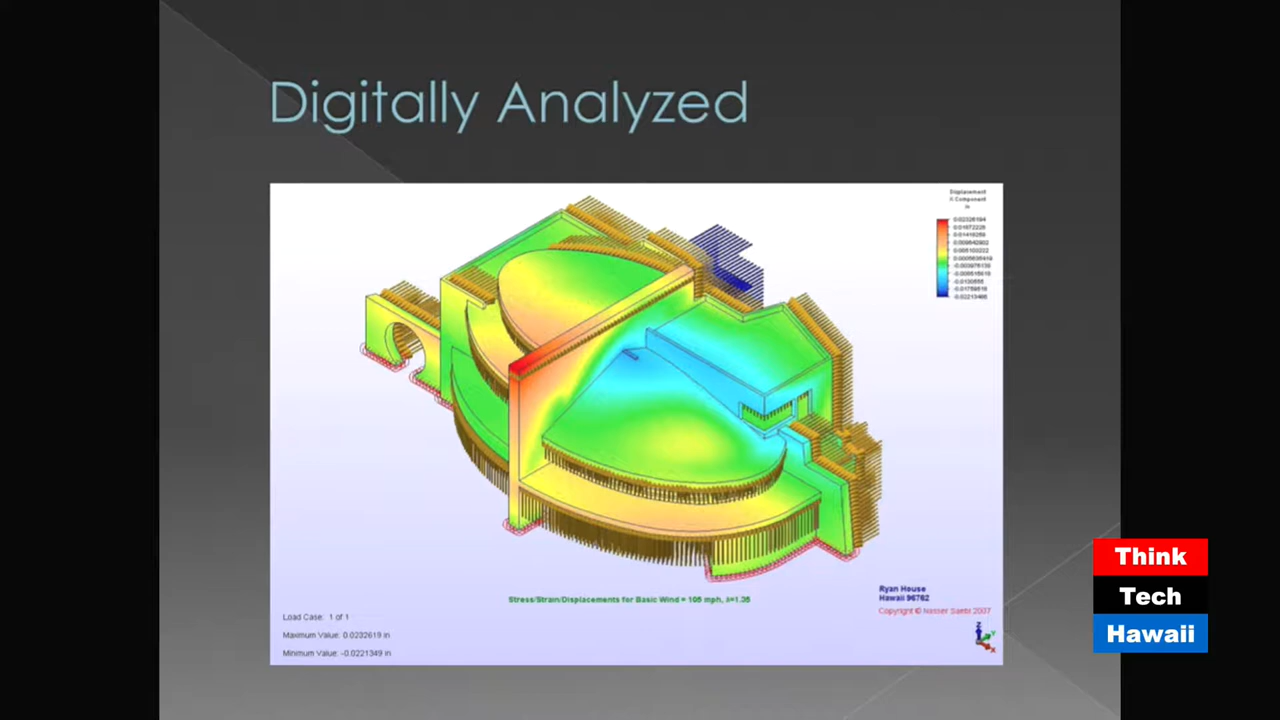 Digitally Analyzed
Displacement
X Component
in
Stress/Strain/Displacements for Basic Wind = 105 mph, λ=1.35
Ryan House
Hawaii 96762
Copyright © Nasser Saebi 2007
Load Case: 1 of 1
Maximum Value: 0.0232619 in
Minimum Value: -0.0221349 in
Z
Y
X
Think
Tech
Hawaii